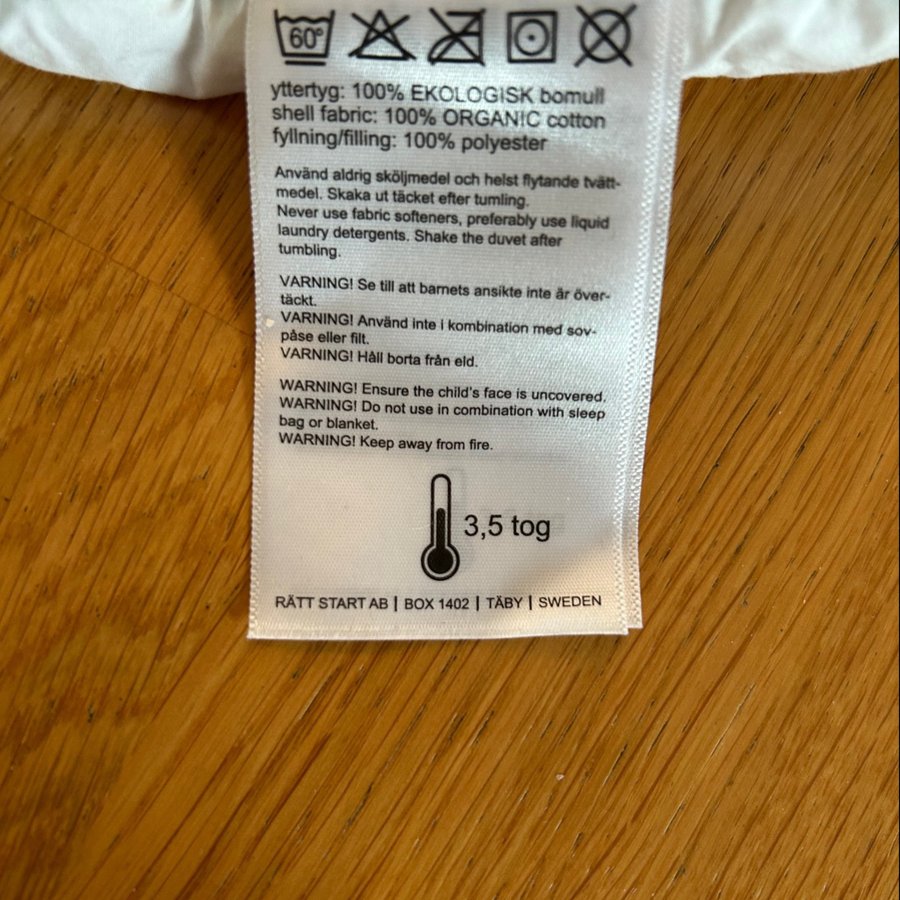 60°
yttertyg: 100% EKOLOGISK bomull
shell fabric: 100% ORGANIC cotton
fyllning/filling: 100% polyester
Använd aldrig sköljmedel och helst flytande tvätt-
medel. Skaka ut täcket efter tumling.
Never use fabric softeners, preferably use liquid
laundry detergents. Shake the duvet after
tumbling.
VARNING! Se till att barnets ansikte inte är över-
täckt.
VARNING! Använd inte i kombination med sov-
påse eller filt.
VARNING! Håll borta från eld.
WARNING! Ensure the child's face is uncovered.
WARNING! Do not use in combination with sleep
bag or blanket.
WARNING! Keep away from fire.
3,5 tog
RÄTT START AB | BOX 1402 | TÄBY | SWEDEN